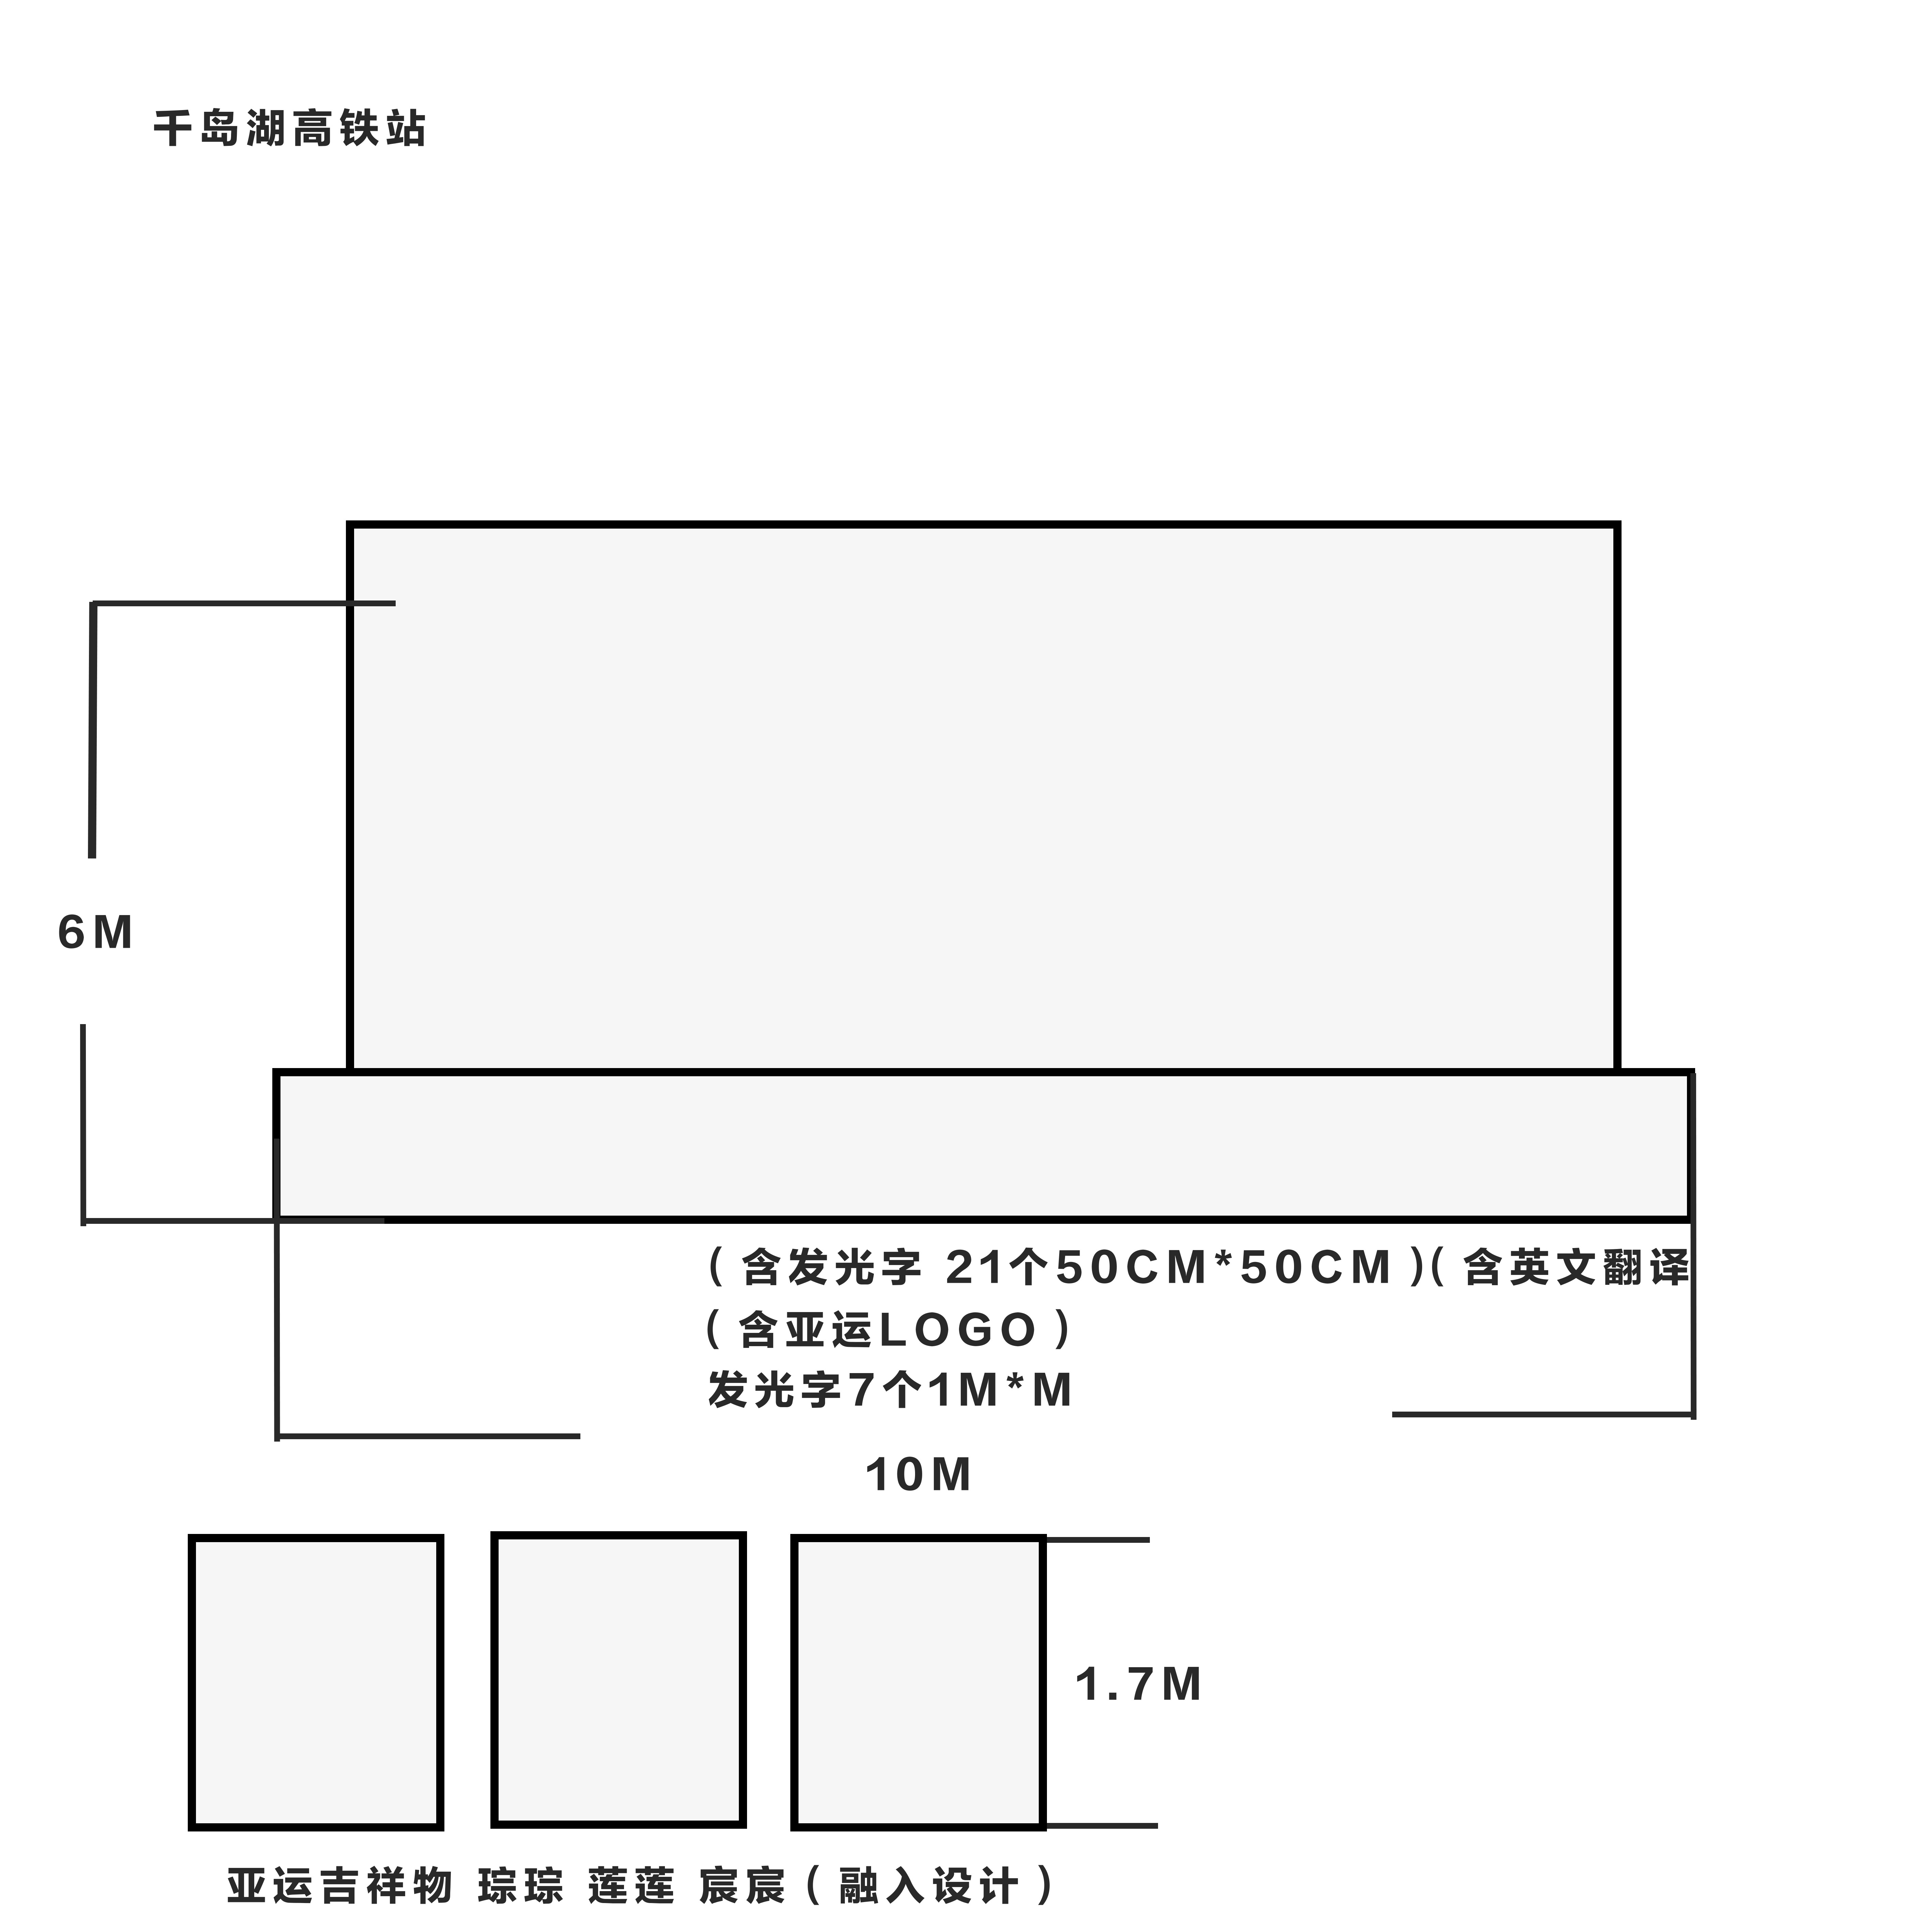 千岛湖高铁站
6M
（含发光字 21个50CM*50CM）（含英文翻译
（含亚运LOGO）
发光字7个1M*M
10M
1.7M
亚运吉祥物 琮琮 莲莲 宸宸（融入设计）